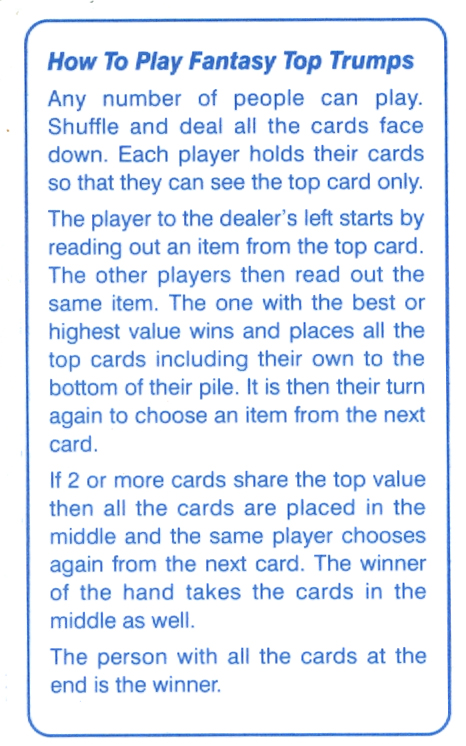 How To Play Fantasy Top Trumps
Any number of people can play.
Shuffle and deal all the cards face
down. Each player holds their cards
so that they can see the top card only.
The player to the dealer's left starts by
reading out an item from the top card.
The other players then read out the
same item. The one with the best or
highest value wins and places all the
top cards including their own to the
bottom of their pile. It is then their turn
again to choose an item from the next
card.
If 2 or more cards share the top value
then all the cards are placed in the
middle and the same player chooses
again from the next card. The winner
of the hand takes the cards in the
middle as well.
The person with all the cards at the
end is the winner.